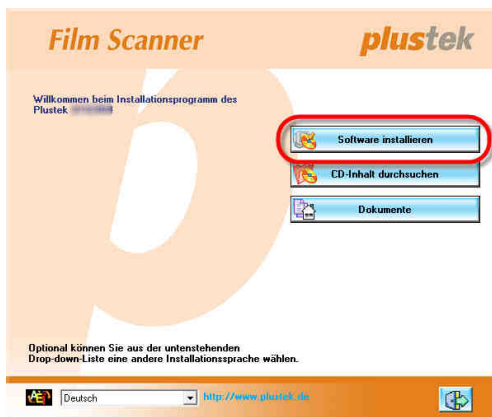 Film Scanner
plustek
Willkommen beim Installationsprogramm des
Plustek
Software installieren
CD-Inhalt durchsuchen
Dokumente
Optional können Sie aus der untenstehenden
Drop-down-Liste eine andere Installationssprache wählen.
Deutsch
http://www.plustek.de